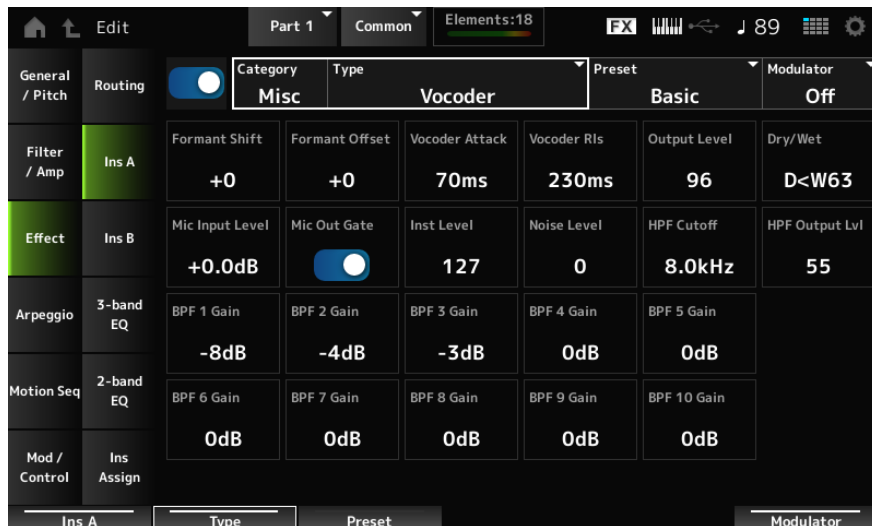 Edit
Part 1
Common
Elements:18
FX
♩ 89
General
/ Pitch
Routing
Category
Misc
Type
Vocoder
Preset
Basic
Modulator
Off
Filter
/ Amp
Ins A
Formant Shift
+0
Formant Offset
+0
Vocoder Attack
70ms
Vocoder Rls
230ms
Output Level
96
Dry/Wet
D<W63
Effect
Ins B
Mic Input Level
+0.0dB
Mic Out Gate
Inst Level
127
Noise Level
0
HPF Cutoff
8.0kHz
HPF Output Lvl
55
Arpeggio
3-band
EQ
BPF 1 Gain
-8dB
BPF 2 Gain
-4dB
BPF 3 Gain
-3dB
BPF 4 Gain
0dB
BPF 5 Gain
0dB
Motion Seq
2-band
EQ
BPF 6 Gain
0dB
BPF 7 Gain
0dB
BPF 8 Gain
0dB
BPF 9 Gain
0dB
BPF 10 Gain
0dB
Mod /
Control
Ins
Assign
Ins A
Type
Preset
Modulator